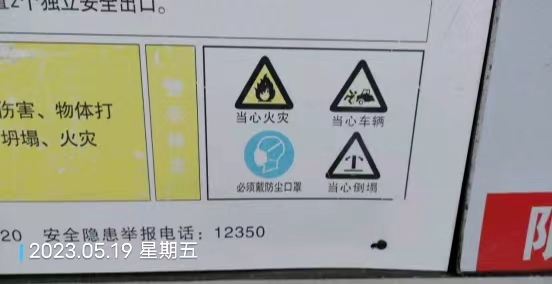 置2个独立安全出口。
伤害、物体打
坍塌、火灾
当心火灾
当心车辆
必须戴防尘口罩
当心倒塌
20 安全隐患举报电话：12350
2023.05.19 星期五